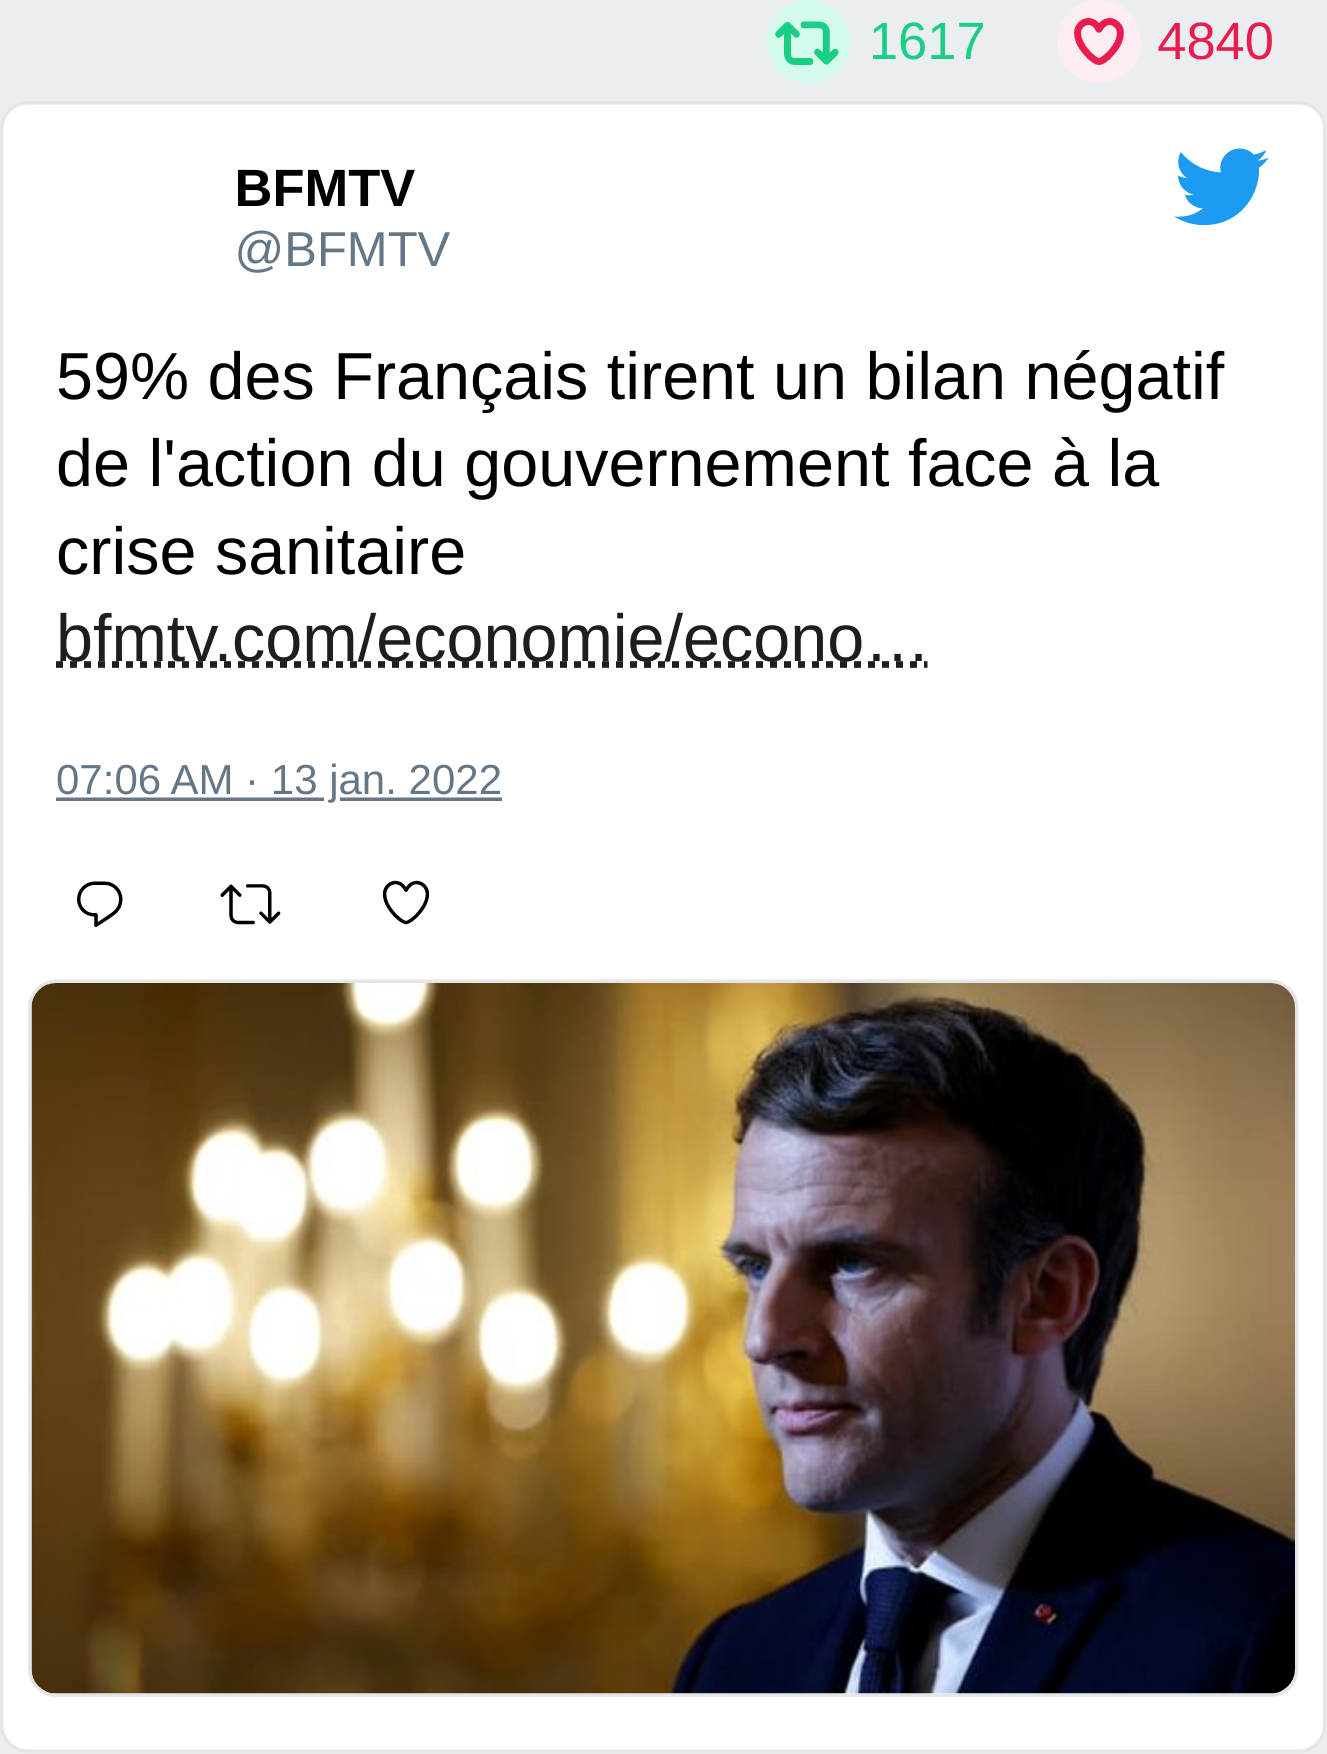 1617 4840
BFMTV
@BFMTV
59% des Français tirent un bilan négatif
de l'action du gouvernement face à la
crise sanitaire
bfmtv.com/economie/econo…
07:06 AM · 13 jan. 2022